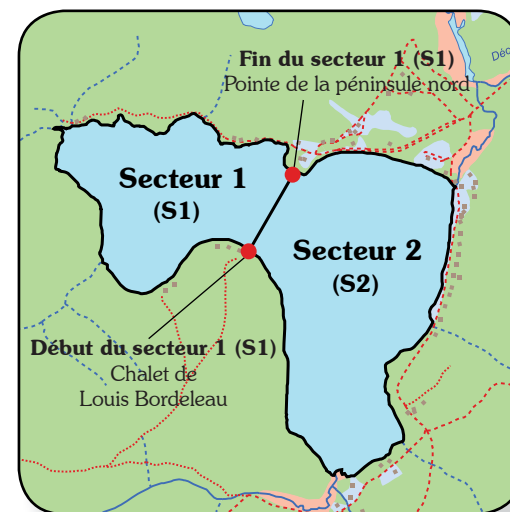 Fin du secteur 1 (S1)
Pointe de la péninsule nord
Secteur 1
(S1)
Secteur 2
(S2)
Début du secteur 1 (S1)
Chalet de
Louis Bordeleau